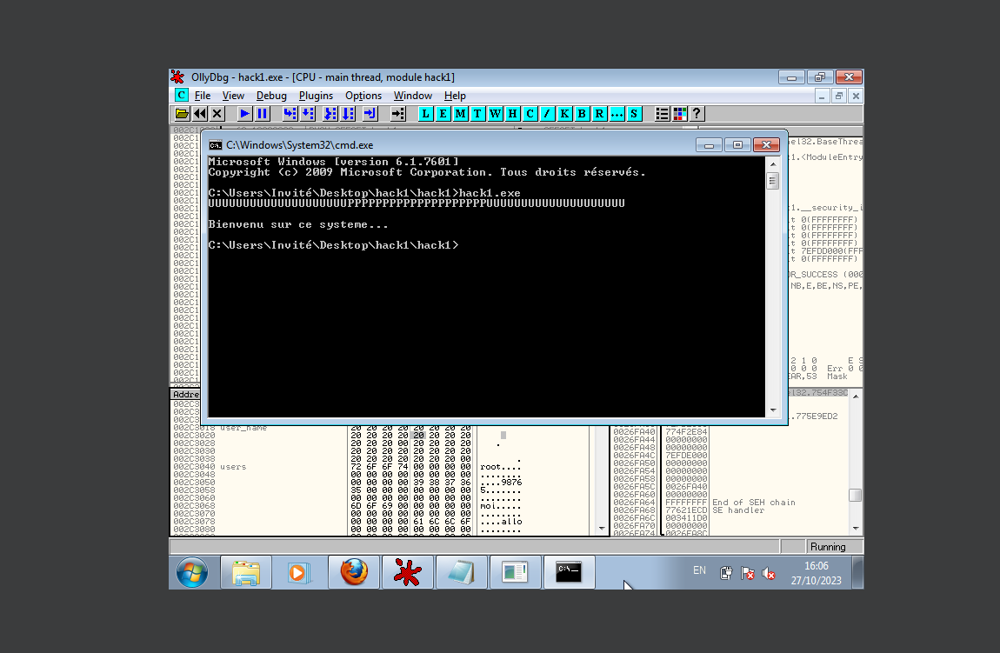 OllyDbg - hack1.exe - [CPU - main thread, module hack1]
C File View Debug Plugins Options Window Help
L E M T W H C / K B R ... S ?
C:\Windows\System32\cmd.exe
Microsoft Windows [version 6.1.7601]
Copyright (c) 2009 Microsoft Corporation. Tous droits réservés.
C:\Users\Invité\Desktop\hack1\hack1>hack1.exe
UUUUUUUUUUUUUUUUUUUUPPPPPPPPPPPPPPPPPPPPUUUUUUUUUUUUUUUUUUUU
Bienvenu sur ce systeme...
C:\Users\Invité\Desktop\hack1\hack1>
el32.BaseThrea
1.<ModuleEntry
1.__security_i
t 0(FFFFFFFF)
t 0(FFFFFFFF)
t 0(FFFFFFFF)
t 0(FFFFFFFF)
t 7EFDD000(FFF
t 0(FFFFFFFF)
OR_SUCCESS (000
NB,E,BE,NS,PE,
2 1 0 E S
0 0 0 Err 0 0
EAR,53 Mask
Addre
.775E9ED2
002C3018 user_name 20 20 20 20 20 20 20 20
002C3020 20 20 20 20 20 20 20 20
002C3028 20 20 20 00 20 20 20 20
002C3030 20 20 20 20 20 20 20 20
002C3038 20 20 20 20 20 20 20 00
002C3040 users 72 6F 6F 74 00 00 00 00 root....
002C3048 00 00 00 00 00 00 00 00 ........
002C3050 00 00 00 00 39 38 37 36 ....9876
002C3058 35 00 00 00 00 00 00 00 5.......
002C3060 00 00 00 00 00 00 00 00 ........
002C3068 6D 6F 69 00 00 00 00 00 moi.....
002C3070 00 00 00 00 00 00 00 00 ........
002C3078 00 00 00 00 61 6C 6C 6F ....allo
002C3080 00 00 00 00 00 00 00 00 ........
0026FA40 774F2E84
0026FA44 00000000
0026FA48 00000000
0026FA4C 7EFDE000
0026FA50 00000000
0026FA54 00000000
0026FA58 00000000
0026FA5C 0026FA40
0026FA60 00000000
0026FA64 FFFFFFFF End of SEH chain
0026FA68 77621ECD SE handler
0026FA6C 003411D0
0026FA70 00000000
0026FA74 0026FA8C
Running
EN
16:06
27/10/2023